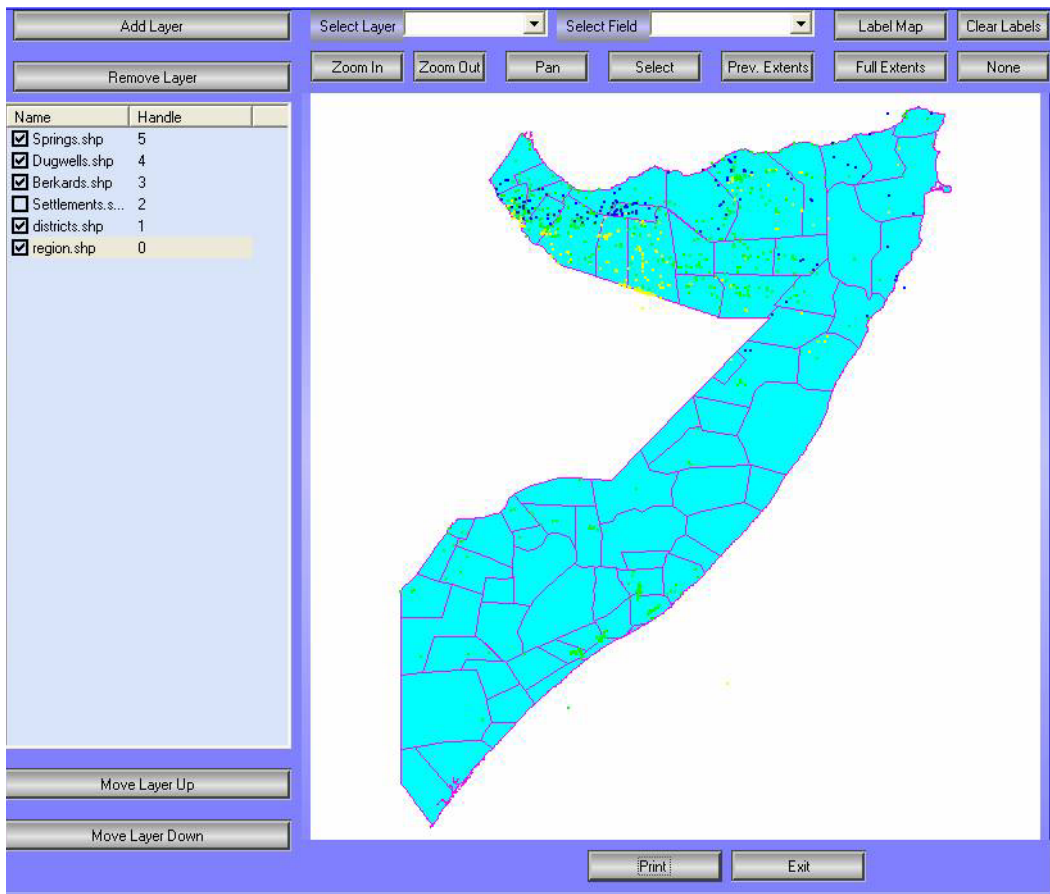 Add Layer
Select Layer
Select Field
Label Map
Clear Labels
Remove Layer
Zoom In
Zoom Out
Pan
Select
Prev. Extents
Full Extents
None
Name Handle
Springs.shp 5
Dugwells.shp 4
Berkards.shp 3
Settlements.s... 2
districts.shp 1
region.shp 0
Move Layer Up
Move Layer Down
Print
Exit